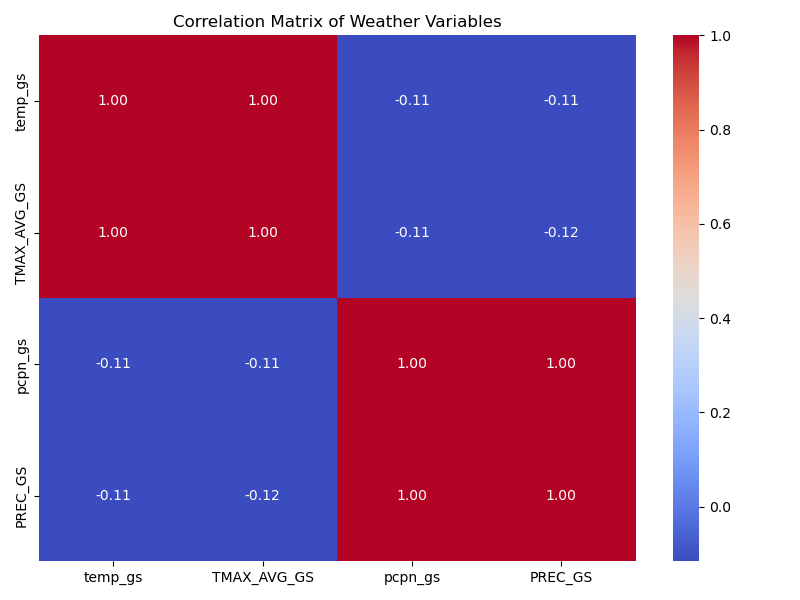 Correlation Matrix of Weather Variables
temp_gs 1.00 1.00 -0.11 -0.11
TMAX_AVG_GS 1.00 1.00 -0.11 -0.12
pcpn_gs -0.11 -0.11 1.00 1.00
PREC_GS -0.11 -0.12 1.00 1.00
temp_gs TMAX_AVG_GS pcpn_gs PREC_GS
1.0
0.8
0.6
0.4
0.2
0.0